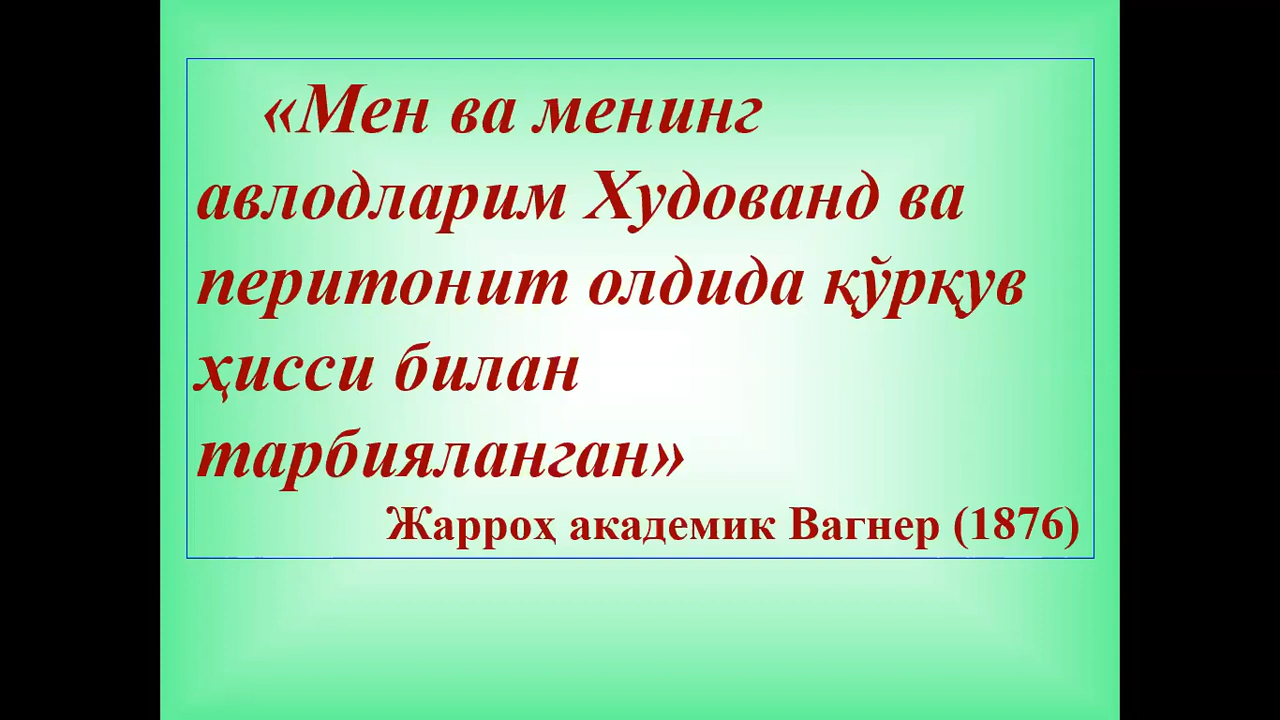 «Мен ва менинг
авлодларим Худованд ва
перитонит олдида қўрқув
ҳисси билан
тарбияланган»
Жарроҳ академик Вагнер (1876)